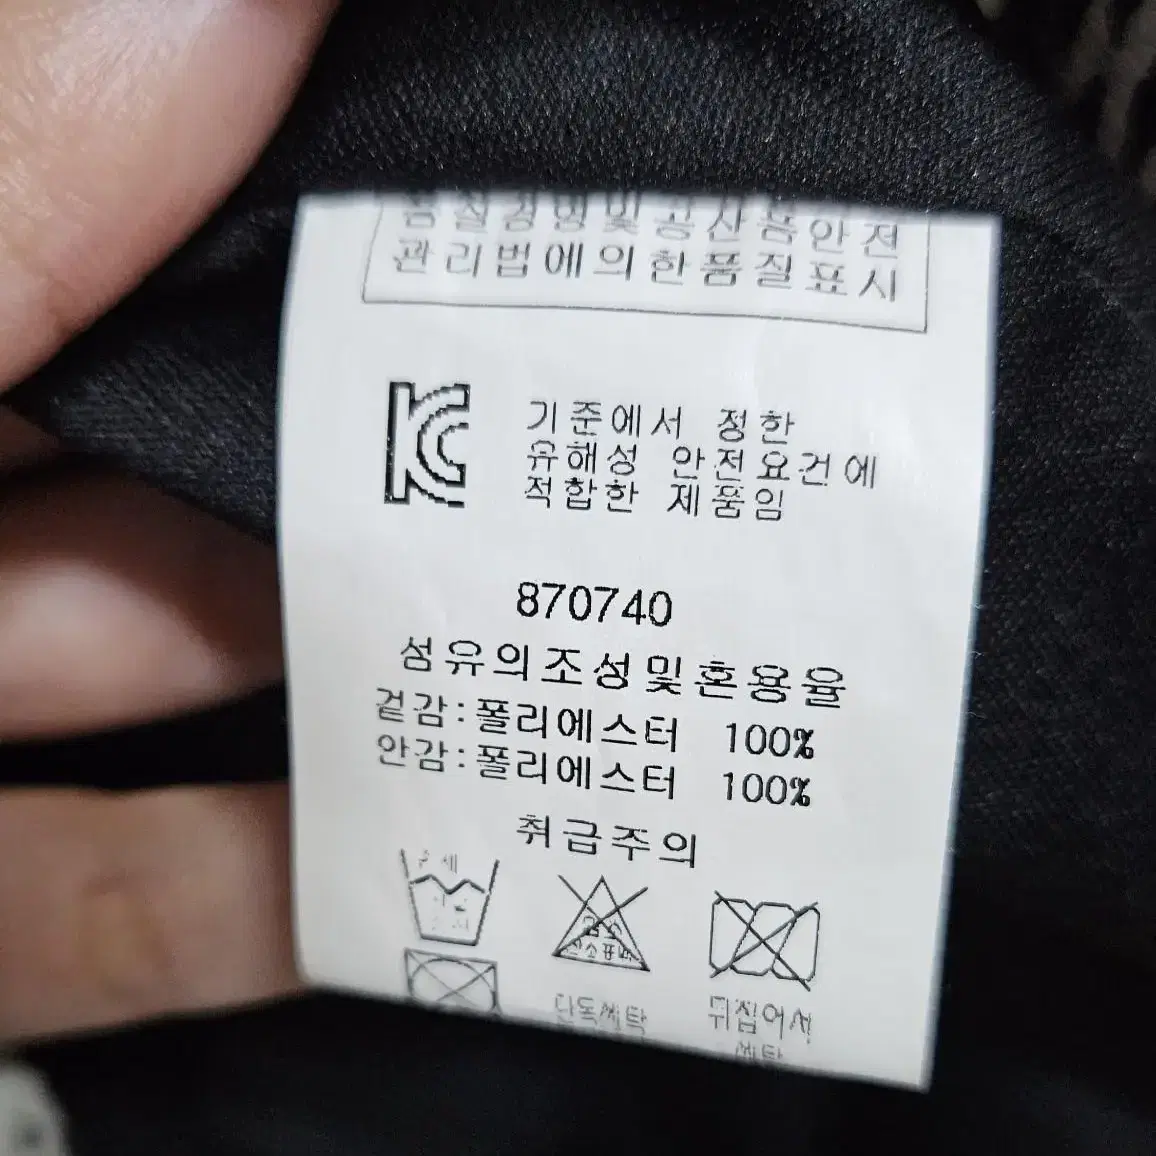 품질경영및공산품안전
관리법에의한품질표시
KC
기준에서 정한
유해성 안전요건에
적합한 제품임
870740
섬유의조성및혼용율
겉감:폴리에스터 100%
안감:폴리에스터 100%
취급주의
염소표백
단독세탁
뒤집어서
세탁